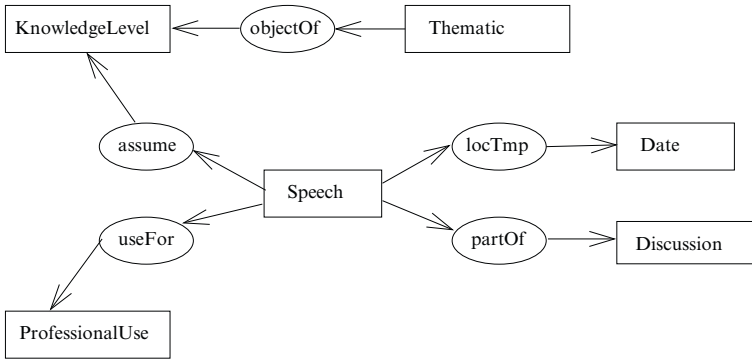 KnowledgeLevel
objectOf
Thematic
assume
locTmp
Date
Speech
useFor
partOf
Discussion
ProfessionalUse